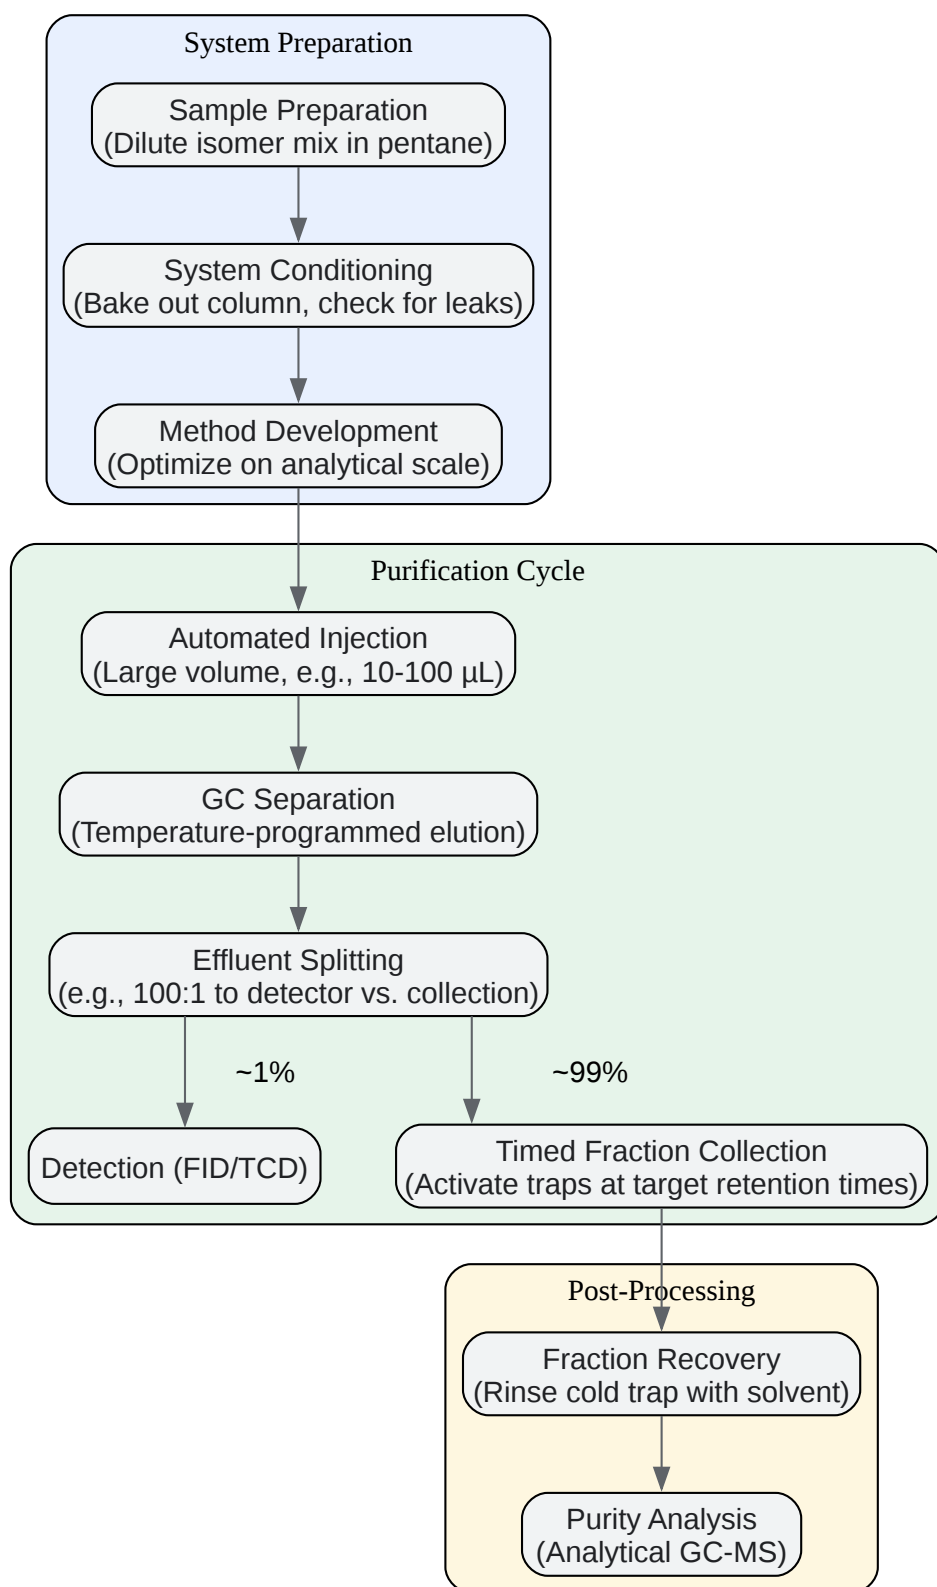 System Preparation
Sample Preparation
(Dilute isomer mix in pentane)
System Conditioning
(Bake out column, check for leaks)
Method Development
(Optimize on analytical scale)
Purification Cycle
Automated Injection
(Large volume, e.g., 10-100 µL)
GC Separation
(Temperature-programmed elution)
Effluent Splitting
(e.g., 100:1 to detector vs. collection)
~1%
~99%
Detection (FID/TCD)
Timed Fraction Collection
(Activate traps at target retention times)
Post-Processing
Fraction Recovery
(Rinse cold trap with solvent)
Purity Analysis
(Analytical GC-MS)